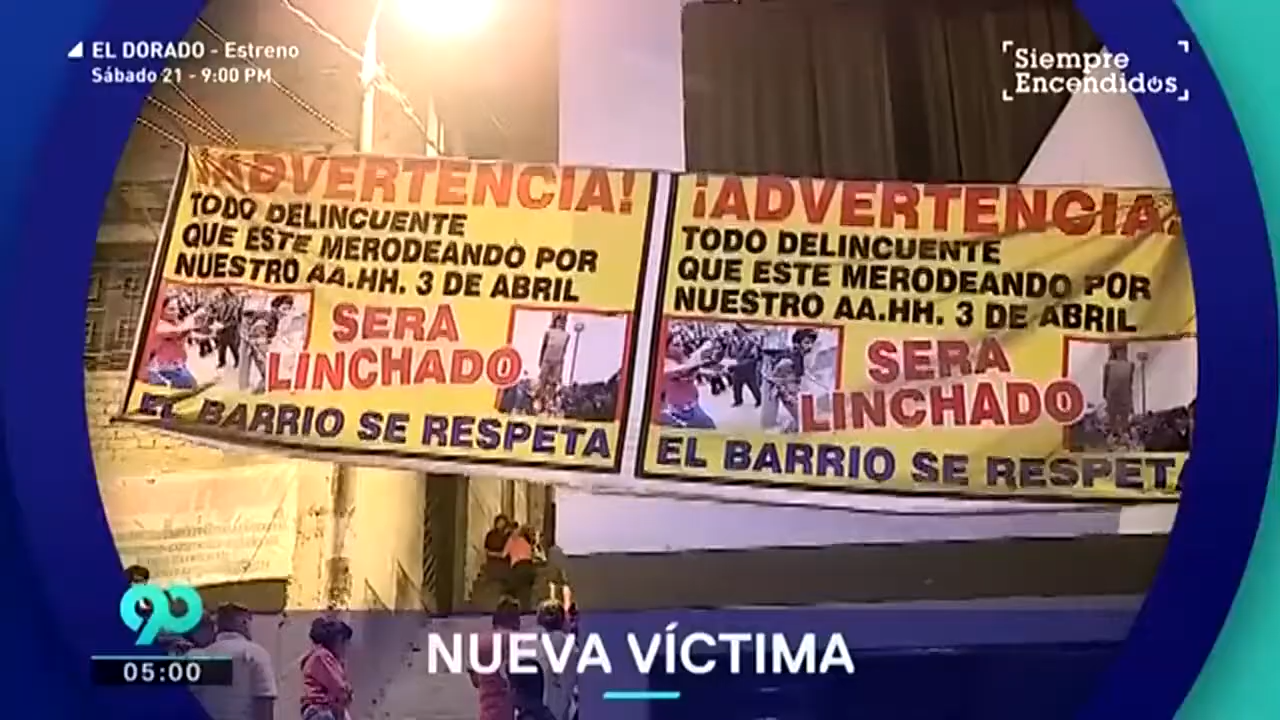 EL DORADO - Estreno
Sábado 21 - 9:00 PM
Siempre
Encendidos
¡ADVERTENCIA!
TODO DELINCUENTE
QUE ESTE MERODEANDO POR
NUESTRO AA.HH. 3 DE ABRIL
SERA
LINCHADO
EL BARRIO SE RESPETA
¡ADVERTENCIA!
TODO DELINCUENTE
QUE ESTE MERODEANDO POR
NUESTRO AA.HH. 3 DE ABRIL
SERA
LINCHADO
EL BARRIO SE RESPETA
90
05:00
NUEVA VÍCTIMA